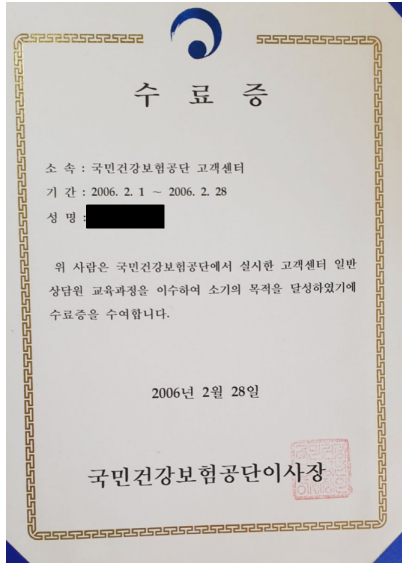 수 료 증
소 속 : 국민건강보험공단 고객센터
기 간 : 2006. 2. 1 ~ 2006. 2. 28
성 명 :
위 사람은 국민건강보험공단에서 실시한 고객센터 일반
상담원 교육과정을 이수하여 소기의 목적을 달성하였기에
수료증을 수여합니다.
2006년 2월 28일
국민건강보험공단이사장